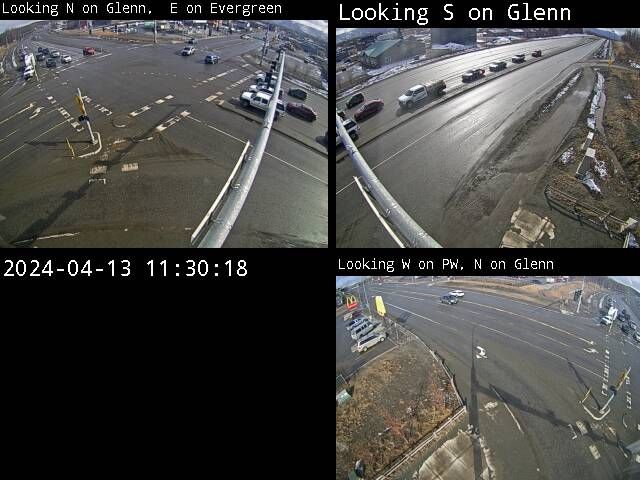 Looking N on Glenn, E on Evergreen
Looking S on Glenn
2024-04-13 11:30:18
Looking W on PW, N on Glenn